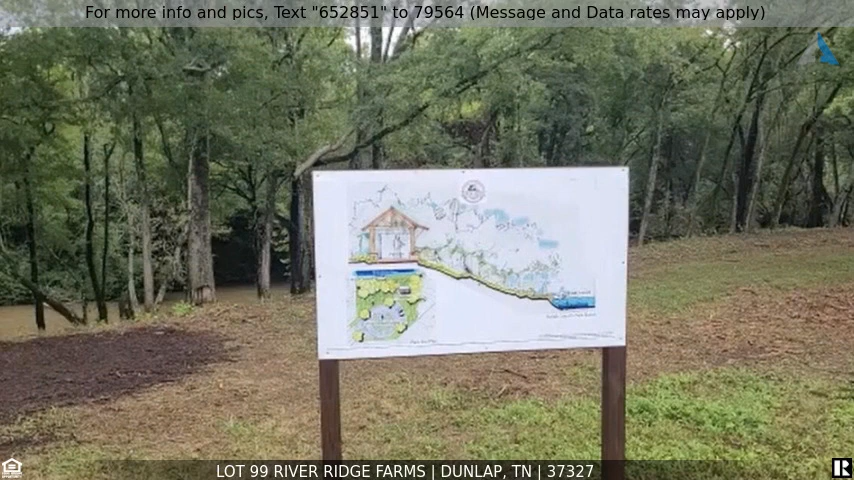 For more info and pics, Text "652851" to 79564 (Message and Data rates may apply)
LOT 99 RIVER RIDGE FARMS | DUNLAP, TN | 37327